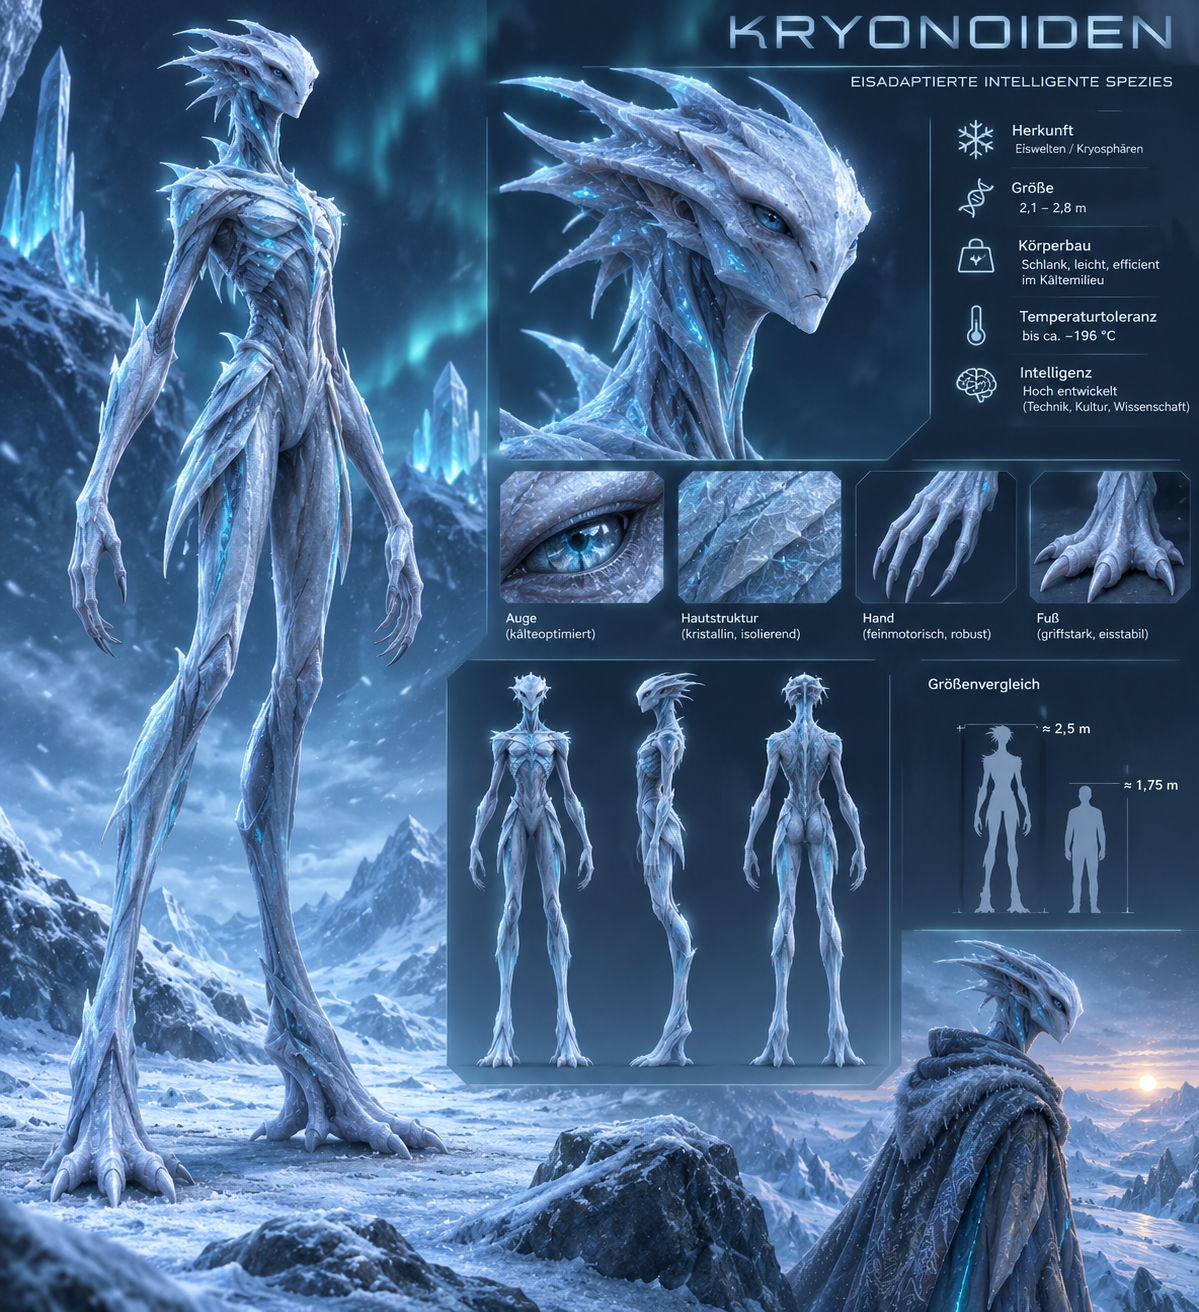 KRYONOIDEN
EISADAPTIERTE INTELLIGENTE SPEZIES
Herkunft
Eiswelten / Kryosphären
Größe
2,1 – 2,8 m
Körperbau
Schlank, leicht, efficient
im Kältemilieu
Temperaturtoleranz
bis ca. –196 °C
Intelligenz
Hoch entwickelt
(Technik, Kultur, Wissenschaft)
Auge
(kälteoptimiert)
Hautstruktur
(kristallin, isolierend)
Hand
(feinmotorisch, robust)
Fuß
(griffstark, eisstabil)
Größenvergleich
≈ 2,5 m
≈ 1,75 m